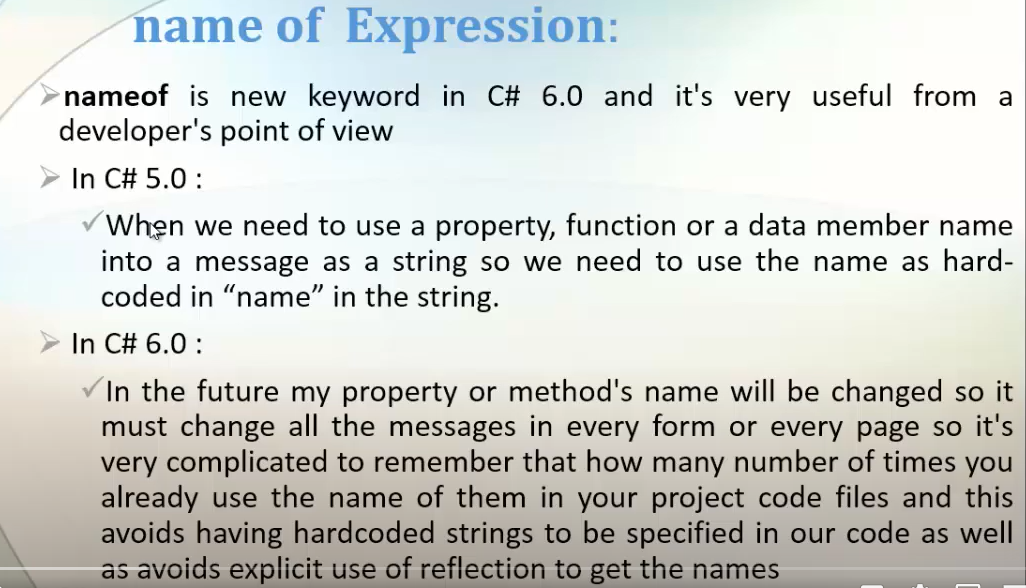 name of Expression:
nameof is new keyword in C# 6.0 and it's very useful from a
developer's point of view
In C# 5.0 :
When we need to use a property, function or a data member name
into a message as a string so we need to use the name as hard-
coded in “name” in the string.
In C# 6.0 :
In the future my property or method's name will be changed so it
must change all the messages in every form or every page so it's
very complicated to remember that how many number of times you
already use the name of them in your project code files and this
avoids having hardcoded strings to be specified in our code as well
as avoids explicit use of reflection to get the names